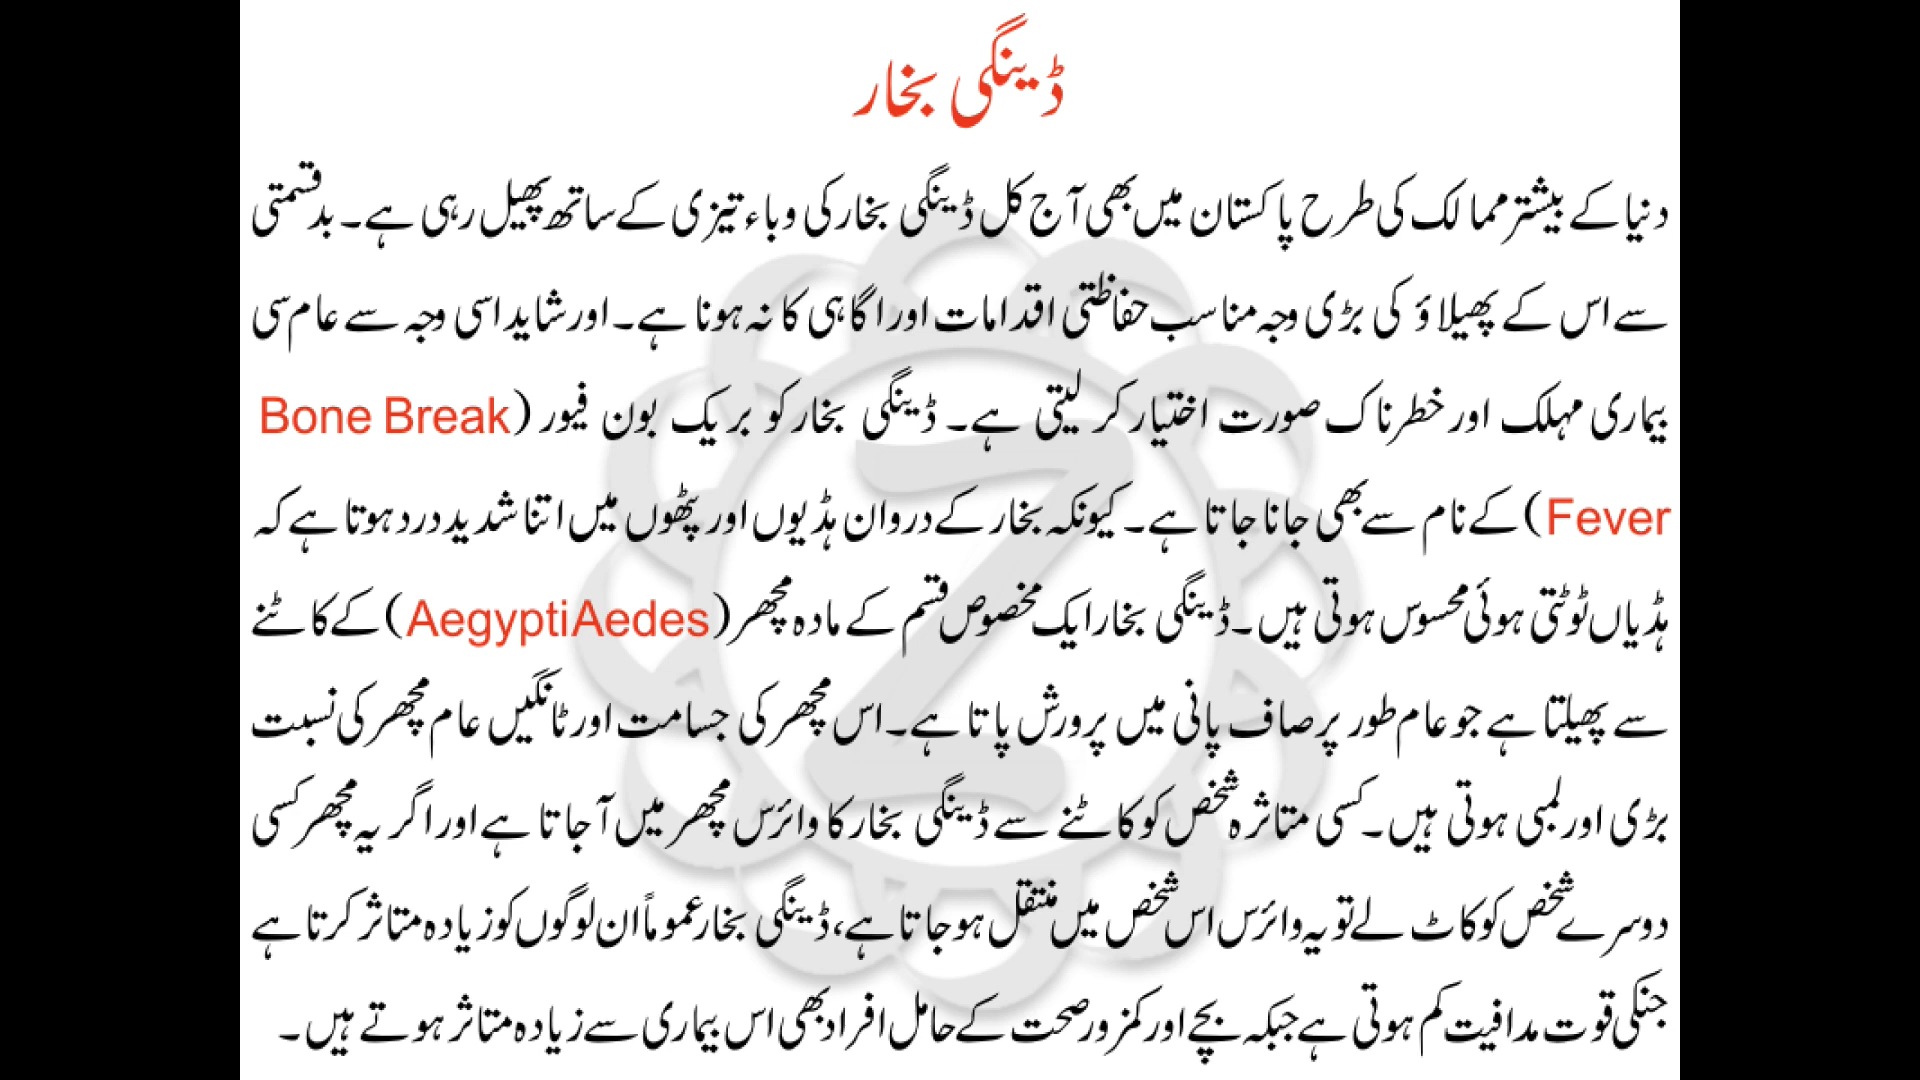 ڈینگی بخار
دنیا کے بیشتر ممالک کی طرح پاکستان میں بھی آج کل ڈینگی بخار کی وباء تیزی کے ساتھ پھیل رہی ہے۔ بدقسمتی
سے اس کے پھیلاؤ کی بڑی وجہ مناسب حفاظتی اقدامات اور اگاہی کا نہ ہونا ہے۔ اور شاید اسی وجہ سے عام سی
بیماری مہلک اور خطرناک صورت اختیار کر لیتی ہے۔ ڈینگی بخار کو بریک بون فیور (Bone Break
Fever) کے نام سے بھی جانا جاتا ہے۔ کیونکہ بخار کے دروان ہڈیوں اور پٹھوں میں اتنا شدید درد ہوتا ہے کہ
ہڈیاں ٹوٹتی ہوئی محسوس ہوتی ہیں۔ ڈینگی بخار ایک مخصوص قسم کے مادہ مچھر (AegyptiAedes) کے کاٹنے
سے پھیلتا ہے جو عام طور پر صاف پانی میں پرورش پاتا ہے۔ اس مچھر کی جسامت اور ٹانگیں عام مچھر کی نسبت
بڑی اور لمبی ہوتی ہیں۔ کسی متاثرہ شخص کو کاٹنے سے ڈینگی بخار کا وائرس مچھر میں آجاتا ہے اور اگر یہ مچھر کسی
دوسرے شخص کو کاٹ لے تو یہ وائرس اس شخص میں منتقل ہو جاتا ہے، ڈینگی بخار عموماً ان لوگوں کو زیادہ متاثر کرتا ہے
جنکی قوت مدافیت کم ہوتی ہے جبکہ بچے اور کمزور صحت کے حامل افراد بھی اس بیماری سے زیادہ متاثر ہوتے ہیں۔